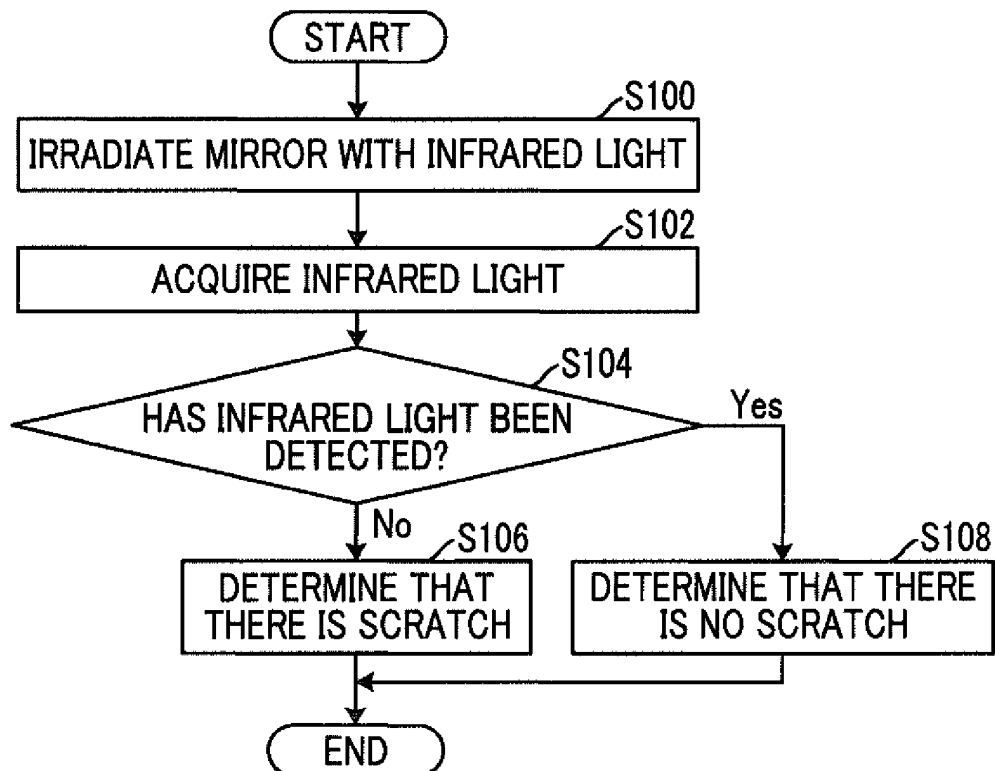 START
S100
IRRADIATE MIRROR WITH INFRARED LIGHT
S102
ACQUIRE INFRARED LIGHT
S104
HAS INFRARED LIGHT BEEN
DETECTED?
Yes
No
S106
DETERMINE THAT
THERE IS SCRATCH
S108
DETERMINE THAT THERE
IS NO SCRATCH
END